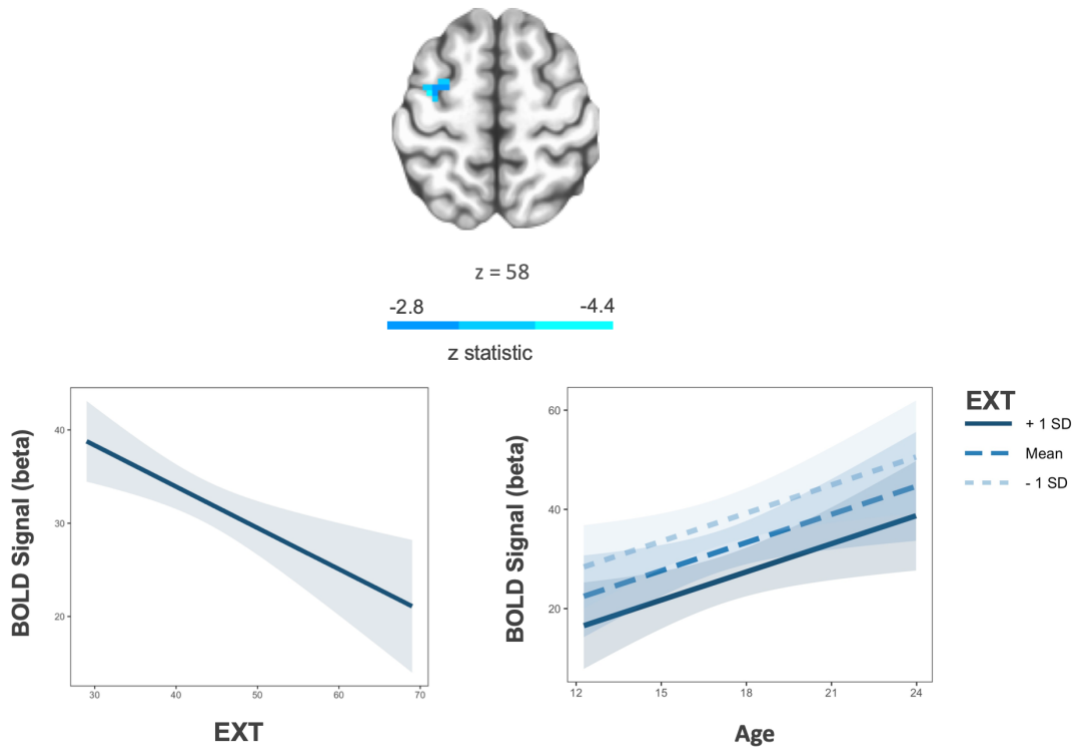 z = 58
-2.8 -4.4
z statistic
BOLD Signal (beta)
40
30
20
30 40 50 60 70
EXT
BOLD Signal (beta)
60
40
20
12 15 18 21 24
Age
EXT
+ 1 SD
Mean
- 1 SD